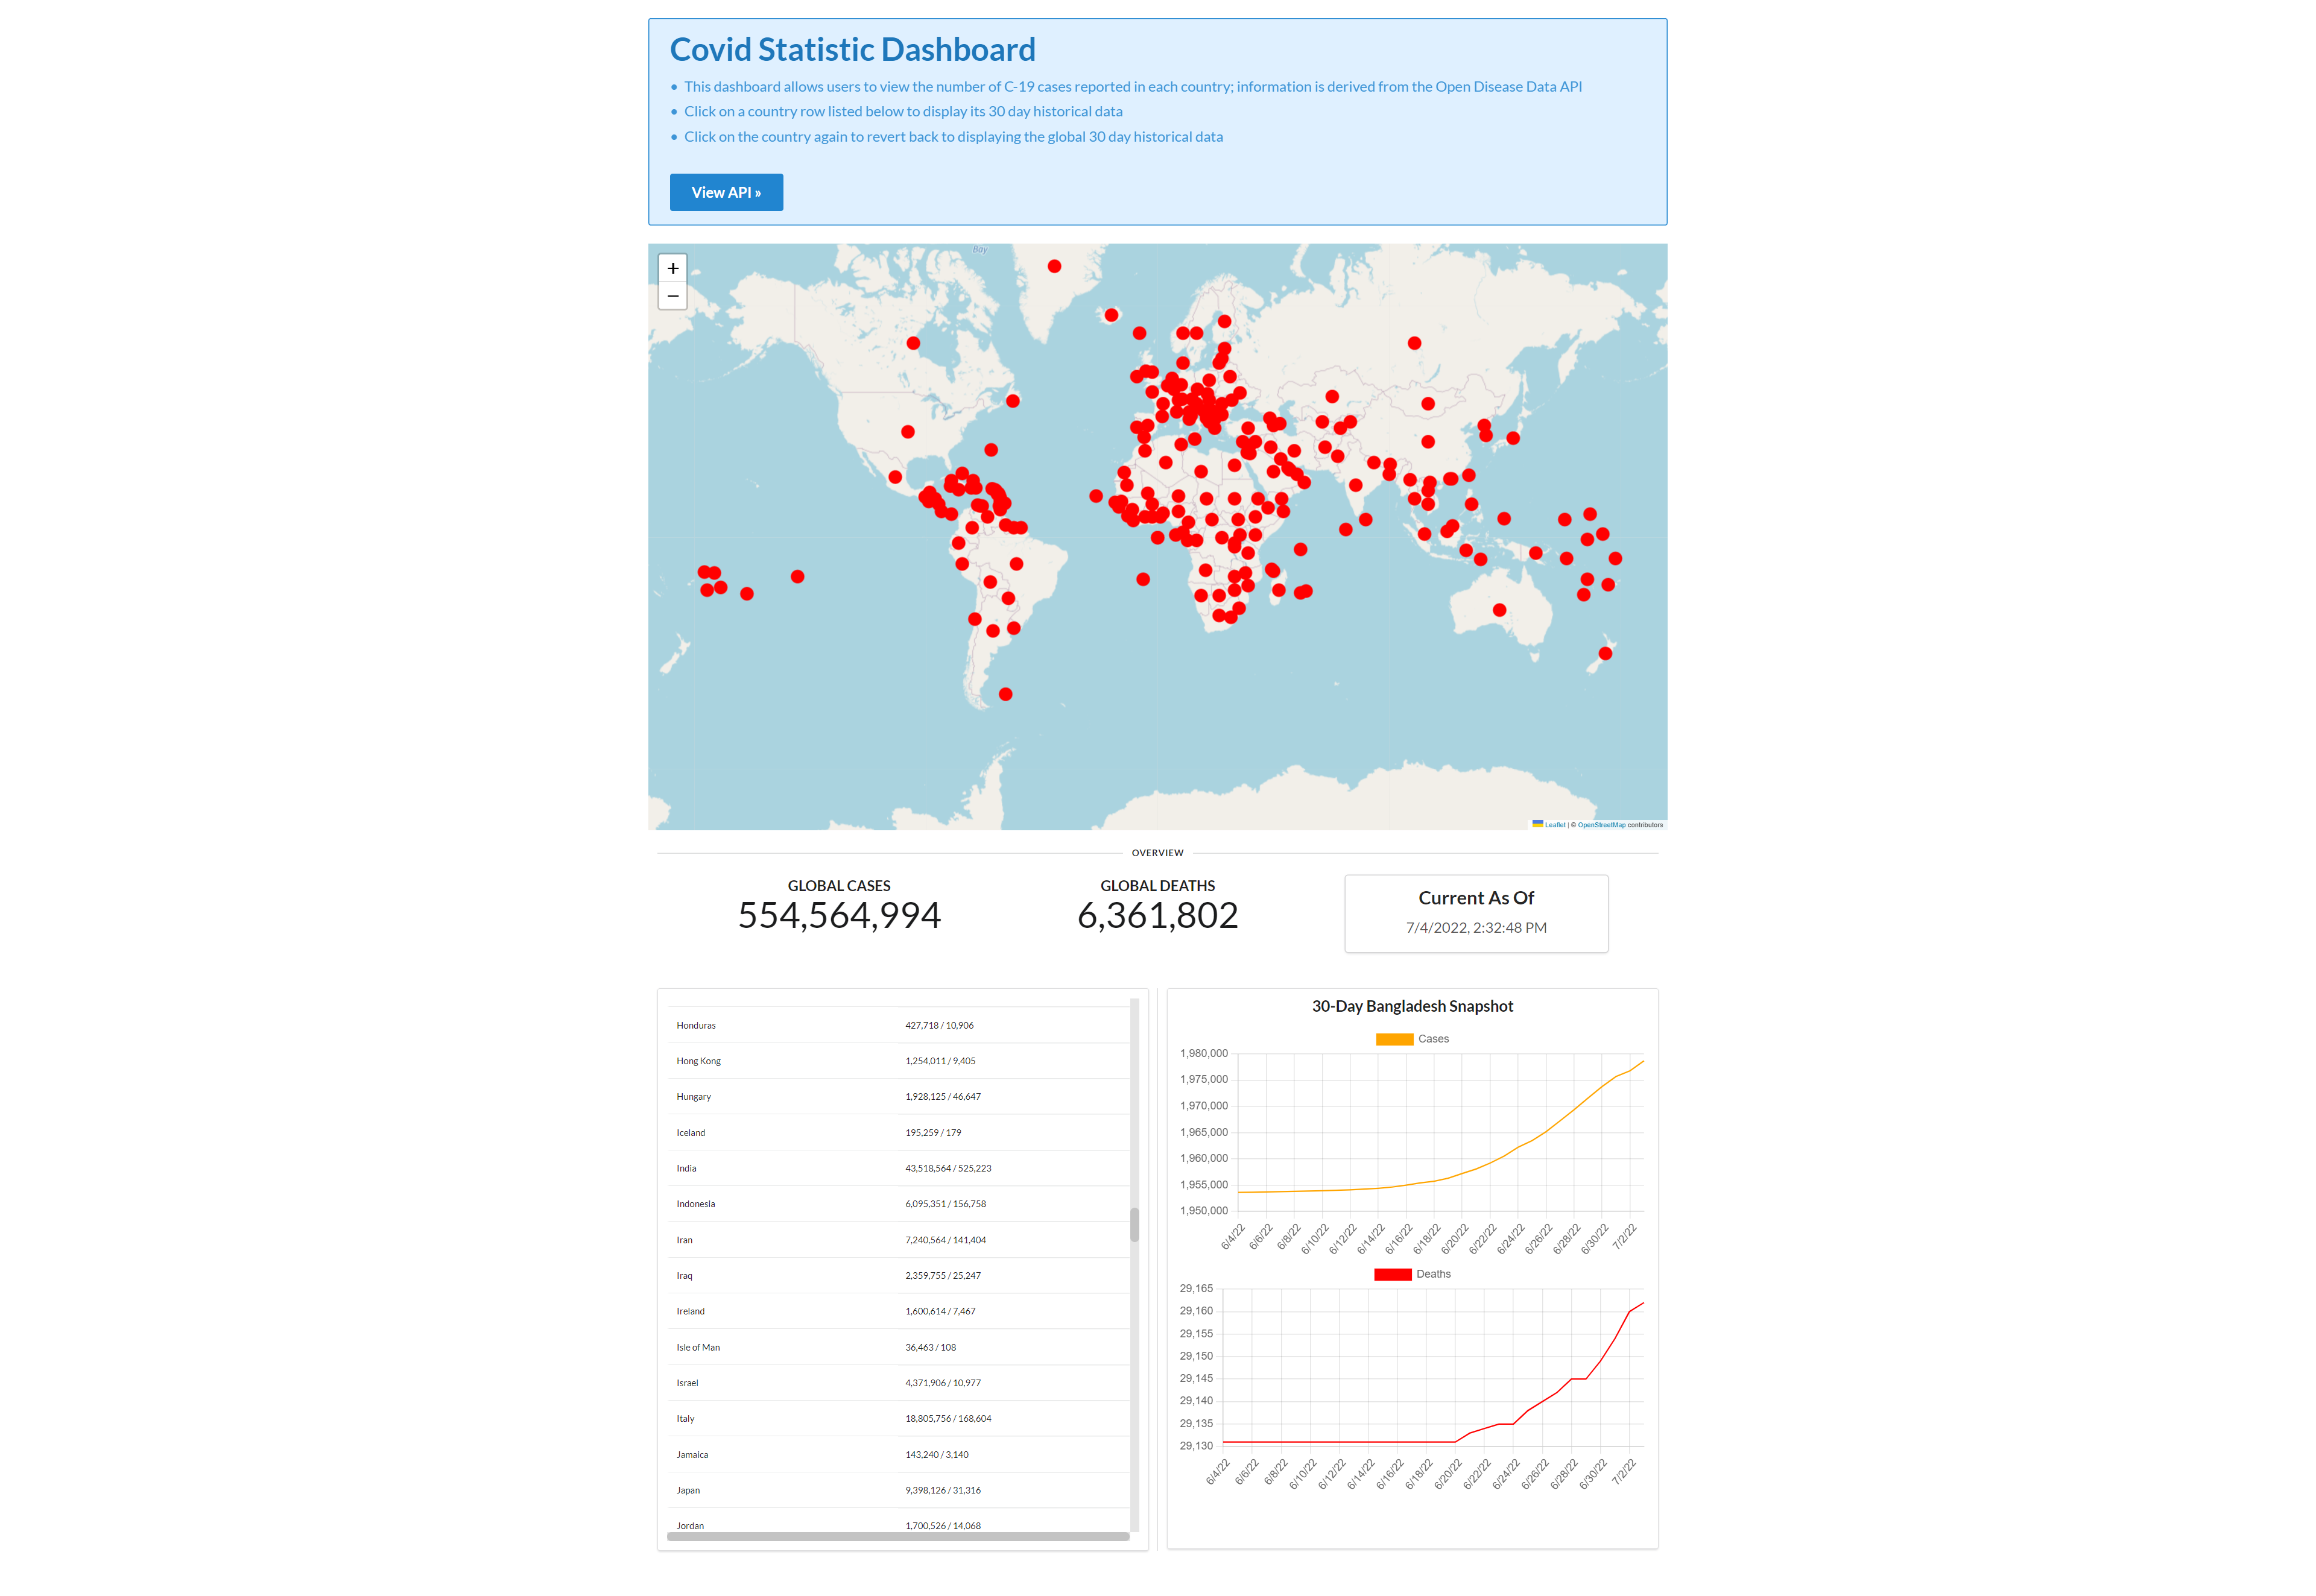 Covid Statistic Dashboard
• This dashboard allows users to view the number of C-19 cases reported in each country; information is derived from the Open Disease Data API
• Click on a country row listed below to display its 30 day historical data
• Click on the country again to revert back to displaying the global 30 day historical data
View API »
+
−
Bay
Leaflet | © OpenStreetMap contributors
OVERVIEW
GLOBAL CASES
554,564,994
GLOBAL DEATHS
6,361,802
Current As Of
7/4/2022, 2:32:48 PM
Honduras 427,718 / 10,906
Hong Kong 1,254,011 / 9,405
Hungary 1,928,125 / 46,647
Iceland 195,259 / 179
India 43,518,564 / 525,223
Indonesia 6,095,351 / 156,758
Iran 7,240,564 / 141,404
Iraq 2,359,755 / 25,247
Ireland 1,600,614 / 7,467
Isle of Man 36,463 / 108
Israel 4,371,906 / 10,977
Italy 18,805,756 / 168,604
Jamaica 143,240 / 3,140
Japan 9,398,126 / 31,316
Jordan 1,700,526 / 14,068
30-Day Bangladesh Snapshot
Cases
1,980,000
1,975,000
1,970,000
1,965,000
1,960,000
1,955,000
1,950,000
6/4/22 6/6/22 6/8/22 6/10/22 6/12/22 6/14/22 6/16/22 6/18/22 6/20/22 6/22/22 6/24/22 6/26/22 6/28/22 6/30/22 7/2/22
Deaths
29,165
29,160
29,155
29,150
29,145
29,140
29,135
29,130
6/4/22 6/6/22 6/8/22 6/10/22 6/12/22 6/14/22 6/16/22 6/18/22 6/20/22 6/22/22 6/24/22 6/26/22 6/28/22 6/30/22 7/2/22